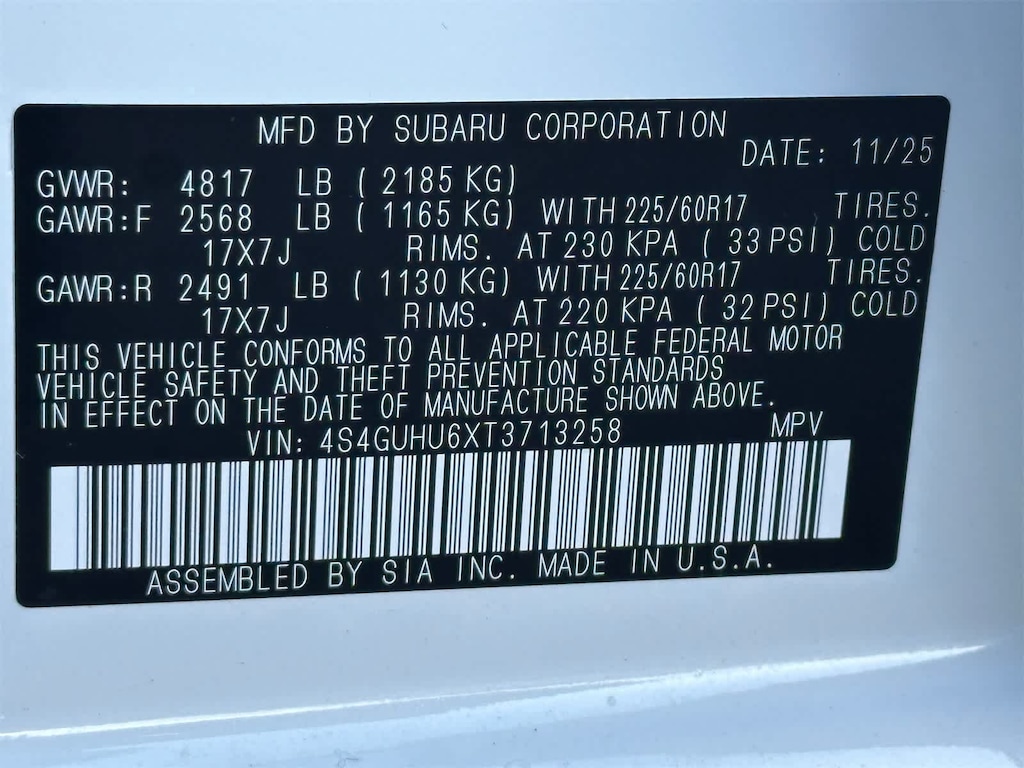 MFD BY SUBARU CORPORATION
DATE: 11/25
GVWR: 4817 LB ( 2185 KG)
GAWR:F 2568 LB ( 1165 KG) WITH 225/60R17 TIRES.
17X7J RIMS. AT 230 KPA ( 33 PSI) COLD
GAWR:R 2491 LB ( 1130 KG) WITH 225/60R17 TIRES.
17X7J RIMS. AT 220 KPA ( 32 PSI) COLD
THIS VEHICLE CONFORMS TO ALL APPLICABLE FEDERAL MOTOR
VEHICLE SAFETY AND THEFT PREVENTION STANDARDS
IN EFFECT ON THE DATE OF MANUFACTURE SHOWN ABOVE.
VIN: 4S4GUHU6XT3713258 MPV
ASSEMBLED BY SIA INC. MADE IN U.S.A.